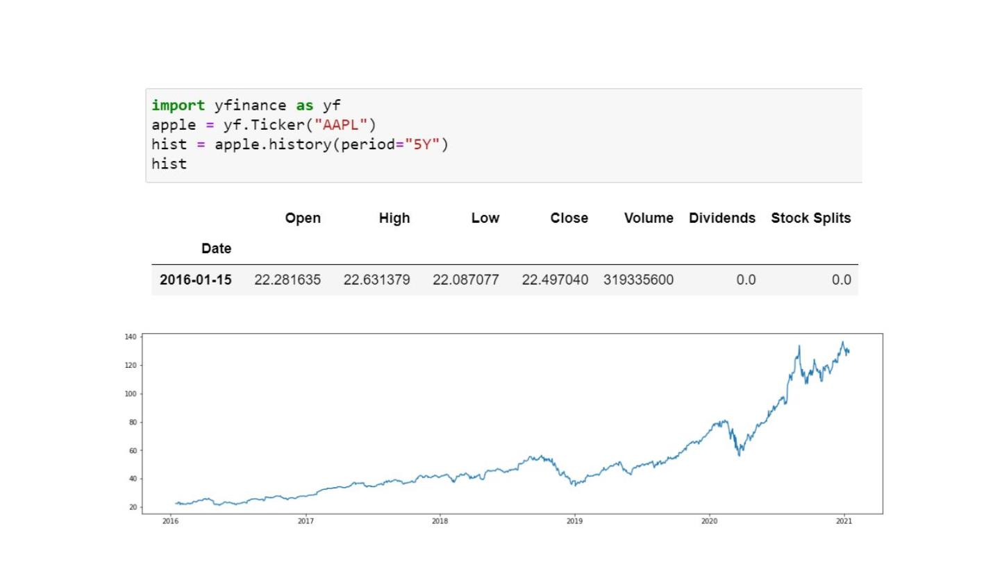 import yfinance as yf
apple = yf.Ticker("AAPL")
hist = apple.history(period="5Y")
hist
Open High Low Close Volume Dividends Stock Splits
Date
2016-01-15 22.281635 22.631379 22.087077 22.497040 319335600 0.0 0.0
140
120
100
80
60
40
20
2016 2017 2018 2019 2020 2021